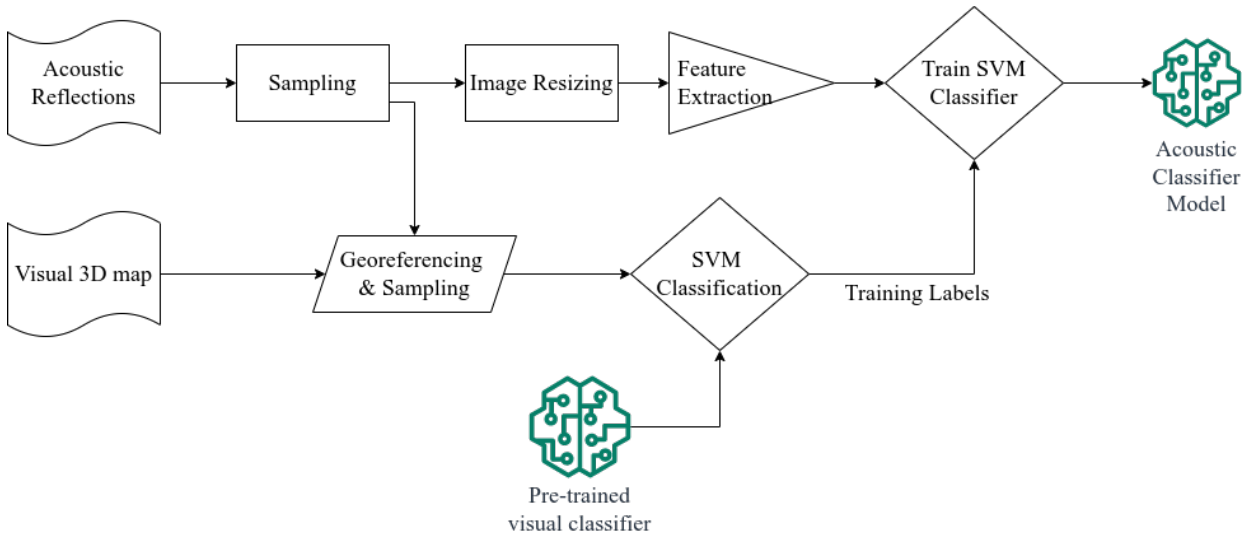 Acoustic
Reflections
Sampling
Image Resizing
Feature
Extraction
Train SVM
Classifier
Acoustic
Classifier
Model
Visual 3D map
Georeferencing
& Sampling
SVM
Classification
Training Labels
Pre-trained
visual classifier